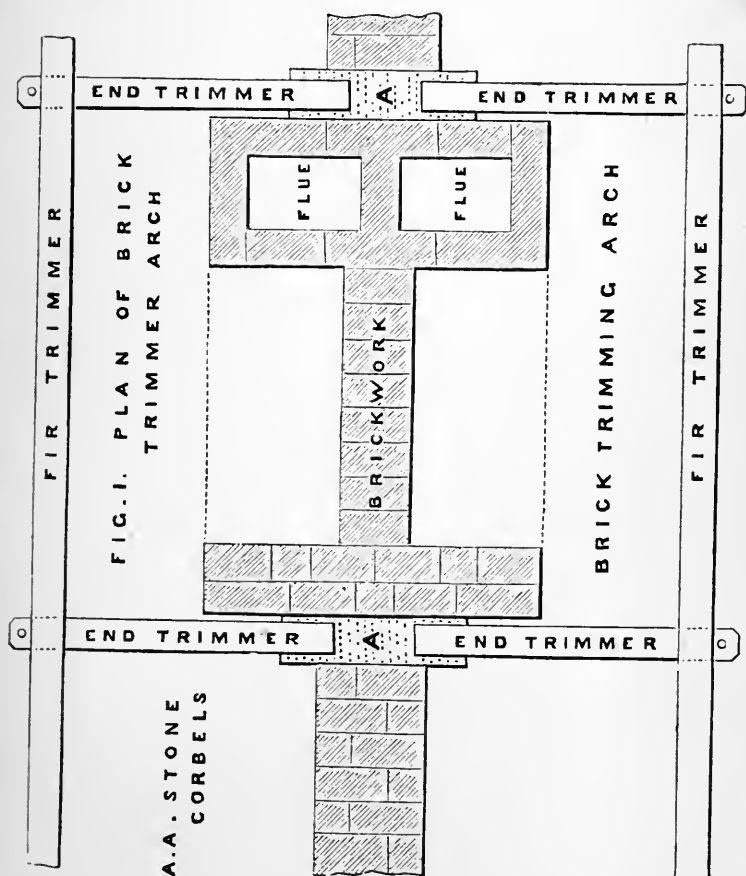 END TRIMMER
A
END TRIMMER
FLUE
FLUE
FIR TRIMMER
FIG. 1. PLAN OF BRICK
TRIMMER ARCH
BRICKWORK
BRICK TRIMMING ARCH
FIR TRIMMER
END TRIMMER
A
END TRIMMER
A.A. STONE
CORBELS